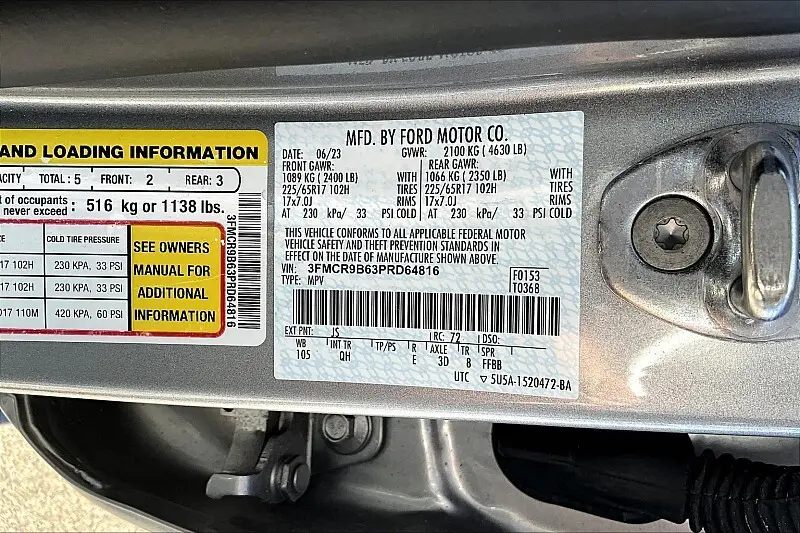 AND LOADING INFORMATION
ACITY TOTAL: 5 FRONT: 2 REAR: 3
t of occupants
never exceed : 516 kg or 1138 lbs.
COLD TIRE PRESSURE
17 102H 230 KPA, 33 PSI
17 102H 230 KPA, 33 PSI
D17 110M 420 KPA, 60 PSI
SEE OWNERS
MANUAL FOR
ADDITIONAL
INFORMATION
3FMCR9B63PRD64816
MFD. BY FORD MOTOR CO.
DATE: 06/23 GVWR: 2100 KG ( 4630 LB)
FRONT GAWR: REAR GAWR:
1089 KG ( 2400 LB) WITH 1066 KG ( 2350 LB) WITH
225/65R17 102H TIRES 225/65R17 102H TIRES
17x7.0J RIMS 17x7.0J RIMS
AT 230 kPa/ 33 PSI COLD AT 230 kPa/ 33 PSI COLD
THIS VEHICLE CONFORMS TO ALL APPLICABLE FEDERAL MOTOR
VEHICLE SAFETY AND THEFT PREVENTION STANDARDS IN
EFFECT ON THE DATE OF MANUFACTURE SHOWN ABOVE.
VIN: 3FMCR9B63PRD64816
TYPE: MPV
F0153
T0368
EXT PNT: JS RC: 72 DSO:
WB INT TR TP/PS R AXLE TR SPR
105 QH E 3D 8 FFBB
UTC ▽ 5U5A-1520472-BA